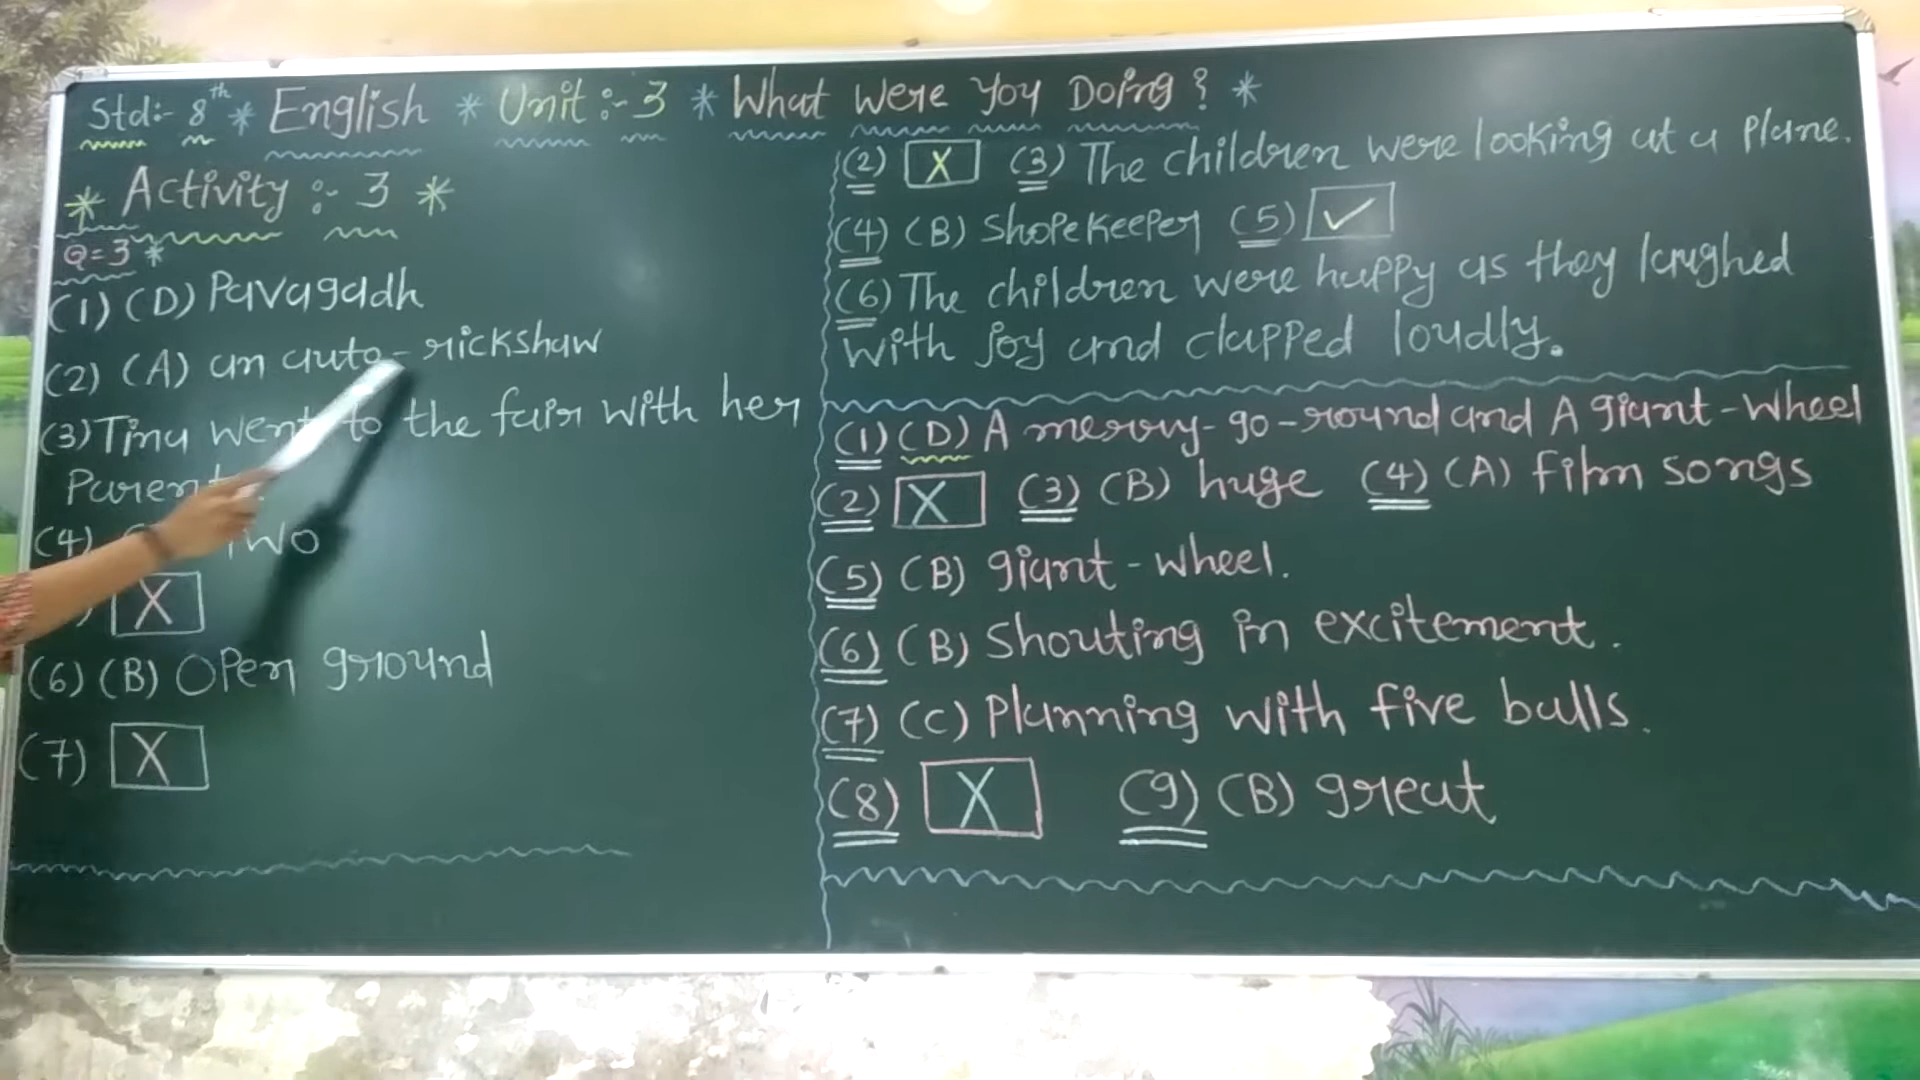 Std:- 8th * English * Unit:- 3 * What Were You Doing? *
* Activity :- 3 *
Q=3 *
(1) (D) Pavagadh
(2) (A) an auto-rickshaw
(3) Tina went to the fair with her
Parent
(4) Two
X
(6) (B) Open ground
(7) X
(2) X (3) The children were looking at a plane.
(4) (B) Shopekeeper (5) ✓
(6) The children were happy as they laughed
with joy and clapped loudly.
(1) (D) A merry-go-round and A giant-wheel
(2) X (3) (B) huge (4) (A) film songs
(5) (B) giant-wheel.
(6) (B) Shouting in excitement.
(7) (C) Planning with five balls.
(8) X (9) (B) great